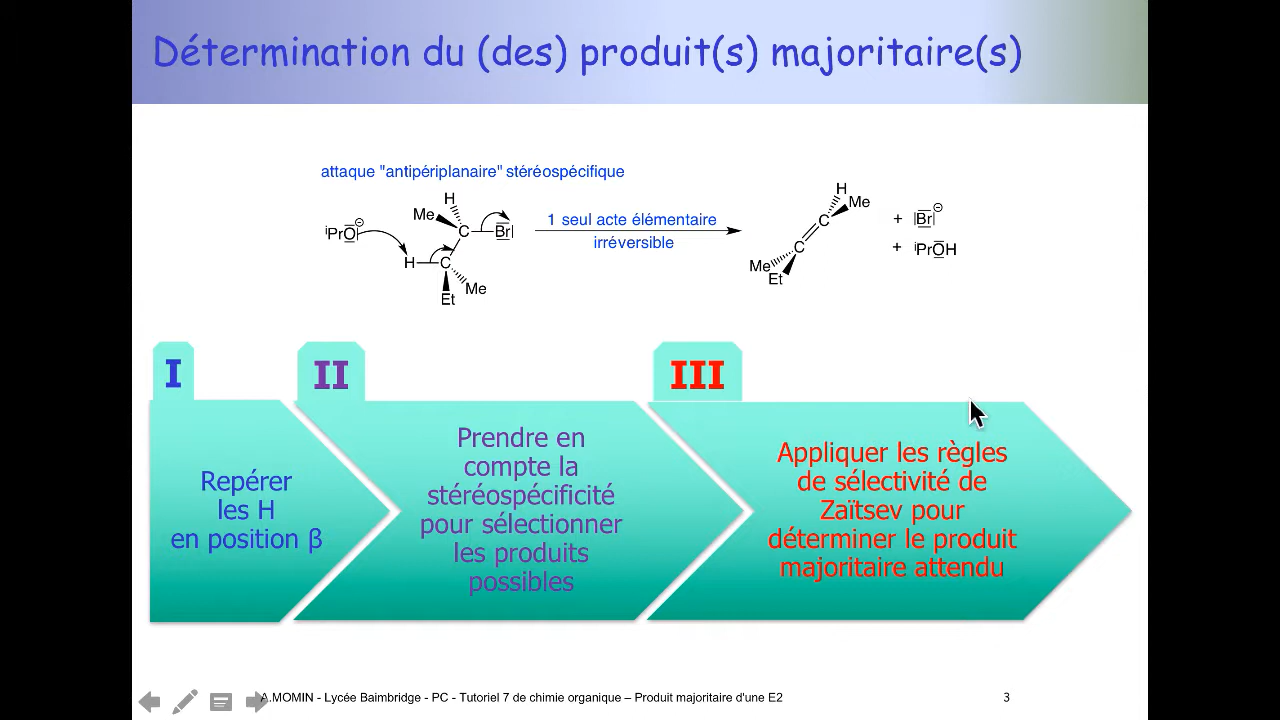 Détermination du (des) produit(s) majoritaire(s)
attaque "antipériplanaire" stéréospécifique
H
Me
iPrO
C
Br
H
C
Me
Et
1 seul acte élémentaire
irréversible
H
Me
C
C
Me
Et
+ Br
+ iPrOH
I
II
III
Repérer
les H
en position β
Prendre en
compte la
stéréospécificité
pour sélectionner
les produits
possibles
Appliquer les règles
de sélectivité de
Zaïtsev pour
déterminer le produit
majoritaire attendu
A.MOMIN - Lycée Baimbridge - PC - Tutoriel 7 de chimie organique – Produit majoritaire d'une E2
3